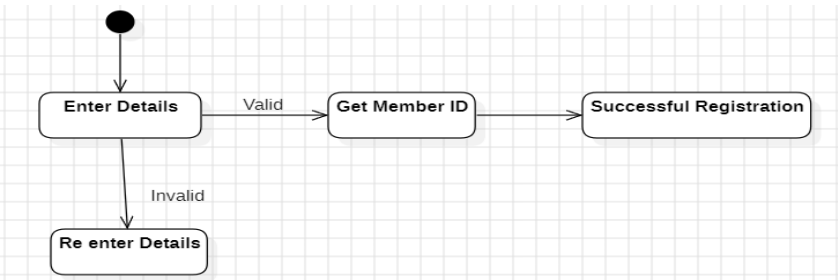 Enter Details
Valid
Get Member ID
Successful Registration
Invalid
Re enter Details